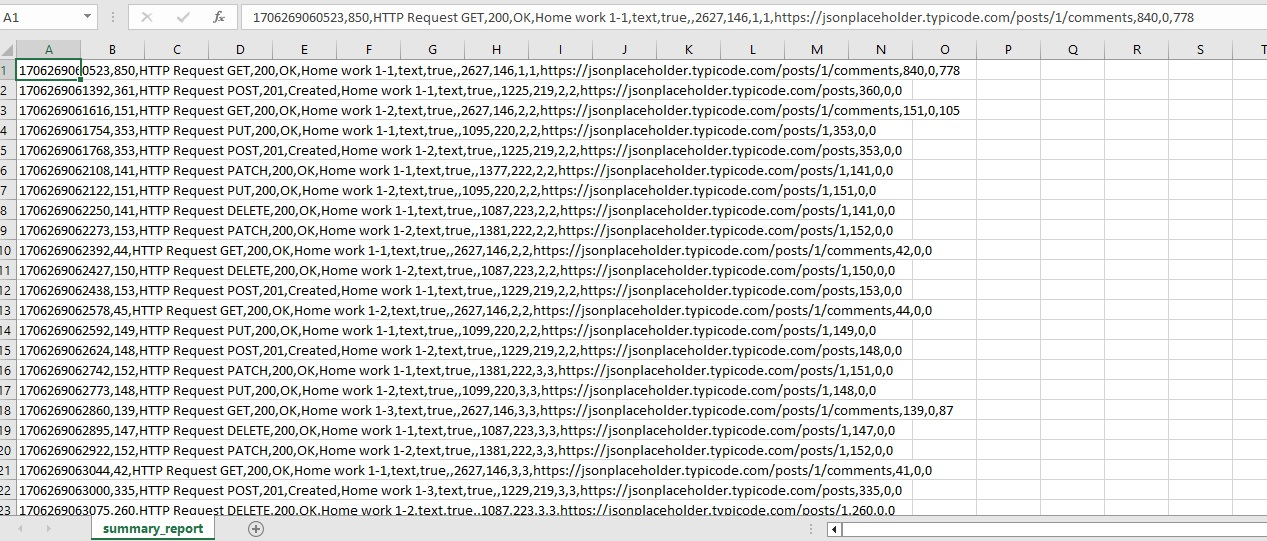 A1 fx 1706269060523,850,HTTP Request GET,200,OK,Home work 1-1,text,true,,2627,146,1,1,https://jsonplaceholder.typicode.com/posts/1/comments,840,0,778
A B C D E F G H I J K L M N O P Q R S T
1 1706269060523,850,HTTP Request GET,200,OK,Home work 1-1,text,true,,2627,146,1,1,https://jsonplaceholder.typicode.com/posts/1/comments,840,0,778
2 1706269061392,361,HTTP Request POST,201,Created,Home work 1-1,text,true,,1225,219,2,2,https://jsonplaceholder.typicode.com/posts,360,0,0
3 1706269061616,151,HTTP Request GET,200,OK,Home work 1-2,text,true,,2627,146,2,2,https://jsonplaceholder.typicode.com/posts/1/comments,151,0,105
4 1706269061754,353,HTTP Request PUT,200,OK,Home work 1-1,text,true,,1095,220,2,2,https://jsonplaceholder.typicode.com/posts/1,353,0,0
5 1706269061768,353,HTTP Request POST,201,Created,Home work 1-2,text,true,,1225,219,2,2,https://jsonplaceholder.typicode.com/posts,353,0,0
6 1706269062108,141,HTTP Request PATCH,200,OK,Home work 1-1,text,true,,1377,222,2,2,https://jsonplaceholder.typicode.com/posts/1,141,0,0
7 1706269062122,151,HTTP Request PUT,200,OK,Home work 1-2,text,true,,1095,220,2,2,https://jsonplaceholder.typicode.com/posts/1,151,0,0
8 1706269062250,141,HTTP Request DELETE,200,OK,Home work 1-1,text,true,,1087,223,2,2,https://jsonplaceholder.typicode.com/posts/1,141,0,0
9 1706269062273,153,HTTP Request PATCH,200,OK,Home work 1-2,text,true,,1381,222,2,2,https://jsonplaceholder.typicode.com/posts/1,152,0,0
10 1706269062392,44,HTTP Request GET,200,OK,Home work 1-1,text,true,,2627,146,2,2,https://jsonplaceholder.typicode.com/posts/1/comments,42,0,0
11 1706269062427,150,HTTP Request DELETE,200,OK,Home work 1-2,text,true,,1087,223,2,2,https://jsonplaceholder.typicode.com/posts/1,150,0,0
12 1706269062438,153,HTTP Request POST,201,Created,Home work 1-1,text,true,,1229,219,2,2,https://jsonplaceholder.typicode.com/posts,153,0,0
13 1706269062578,45,HTTP Request GET,200,OK,Home work 1-2,text,true,,2627,146,2,2,https://jsonplaceholder.typicode.com/posts/1/comments,44,0,0
14 1706269062592,149,HTTP Request PUT,200,OK,Home work 1-1,text,true,,1099,220,2,2,https://jsonplaceholder.typicode.com/posts/1,149,0,0
15 1706269062624,148,HTTP Request POST,201,Created,Home work 1-2,text,true,,1229,219,2,2,https://jsonplaceholder.typicode.com/posts,148,0,0
16 1706269062742,152,HTTP Request PATCH,200,OK,Home work 1-1,text,true,,1381,222,3,3,https://jsonplaceholder.typicode.com/posts/1,151,0,0
17 1706269062773,148,HTTP Request PUT,200,OK,Home work 1-2,text,true,,1099,220,3,3,https://jsonplaceholder.typicode.com/posts/1,148,0,0
18 1706269062860,139,HTTP Request GET,200,OK,Home work 1-3,text,true,,2627,146,3,3,https://jsonplaceholder.typicode.com/posts/1/comments,139,0,87
19 1706269062895,147,HTTP Request DELETE,200,OK,Home work 1-1,text,true,,1087,223,3,3,https://jsonplaceholder.typicode.com/posts/1,147,0,0
20 1706269062922,152,HTTP Request PATCH,200,OK,Home work 1-2,text,true,,1381,222,3,3,https://jsonplaceholder.typicode.com/posts/1,152,0,0
21 1706269063044,42,HTTP Request GET,200,OK,Home work 1-1,text,true,,2627,146,3,3,https://jsonplaceholder.typicode.com/posts/1/comments,41,0,0
22 1706269063000,335,HTTP Request POST,201,Created,Home work 1-3,text,true,,1229,219,3,3,https://jsonplaceholder.typicode.com/posts,335,0,0
23 1706269063075,260,HTTP Request DELETE,200,OK,Home work 1-2,text,true,,1087,223,3,3,https://jsonplaceholder.typicode.com/posts/1,260,0,0
summary_report